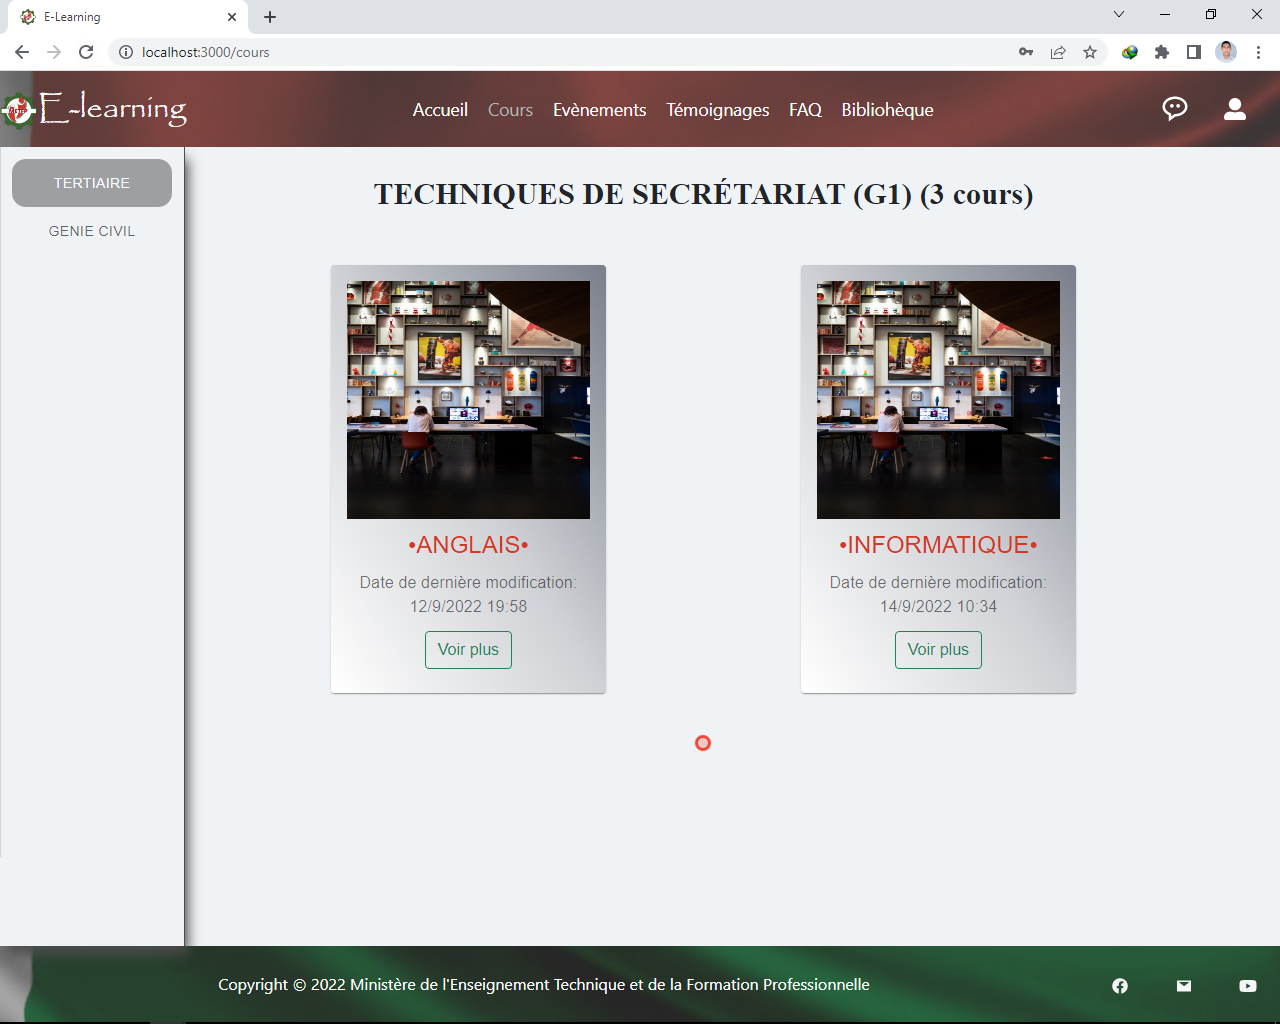 E-Learning
localhost:3000/cours
E-learning
Accueil Cours Evènements Témoignages FAQ Bibliohèque
TERTIAIRE
GENIE CIVIL
TECHNIQUES DE SECRÉTARIAT (G1) (3 cours)
•ANGLAIS•
Date de dernière modification:
12/9/2022 19:58
Voir plus
•INFORMATIQUE•
Date de dernière modification:
14/9/2022 10:34
Voir plus
Copyright © 2022 Ministère de l'Enseignement Technique et de la Formation Professionnelle